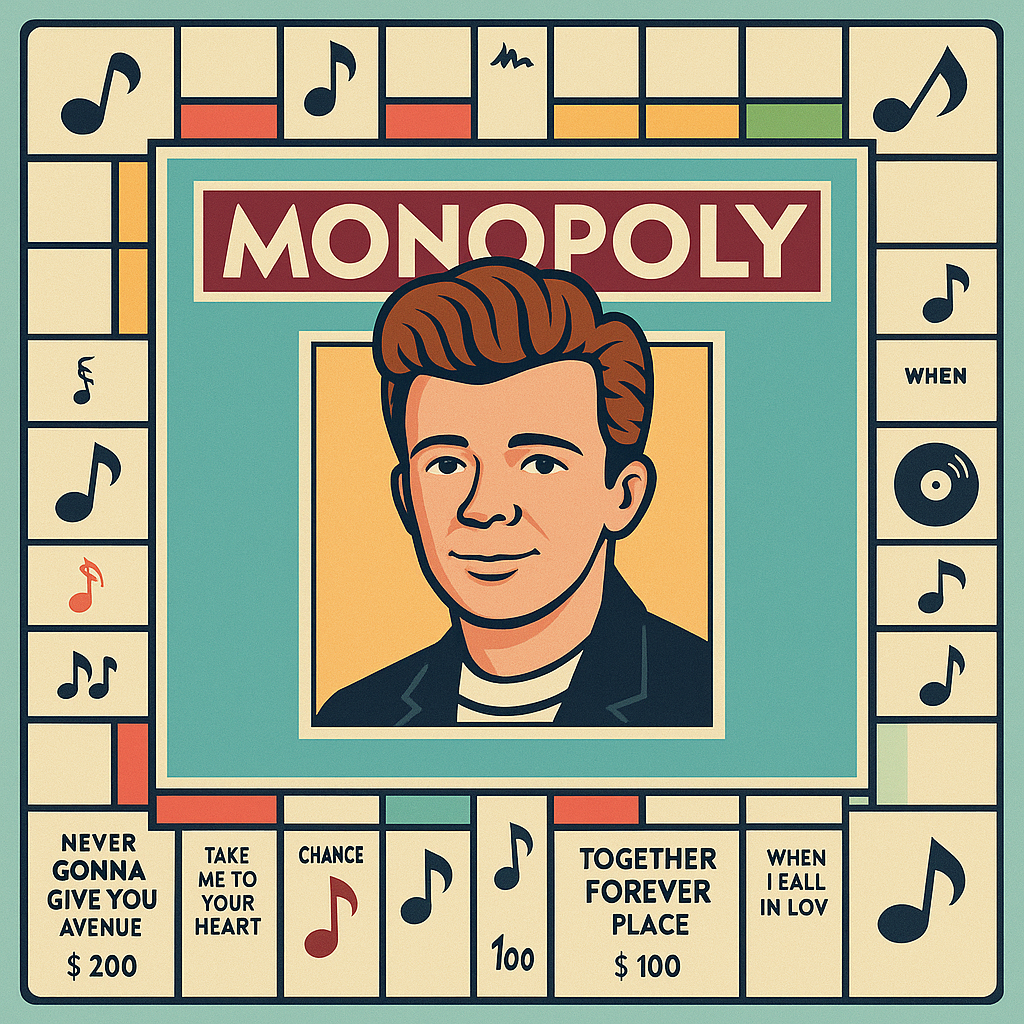 MONOPOLY
WHEN
NEVER
GONNA
GIVE YOU
AVENUE
$ 200
TAKE
ME TO
YOUR
HEART
CHANCE
100
TOGETHER
FOREVER
PLACE
$ 100
WHEN
I EALL
IN LOV